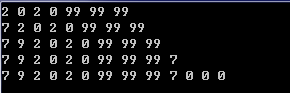 2 0 2 0 99 99 99
7 2 0 2 0 99 99 99
7 9 2 0 2 0 99 99 99
7 9 2 0 2 0 99 99 99 7
7 9 2 0 2 0 99 99 99 7 0 0 0